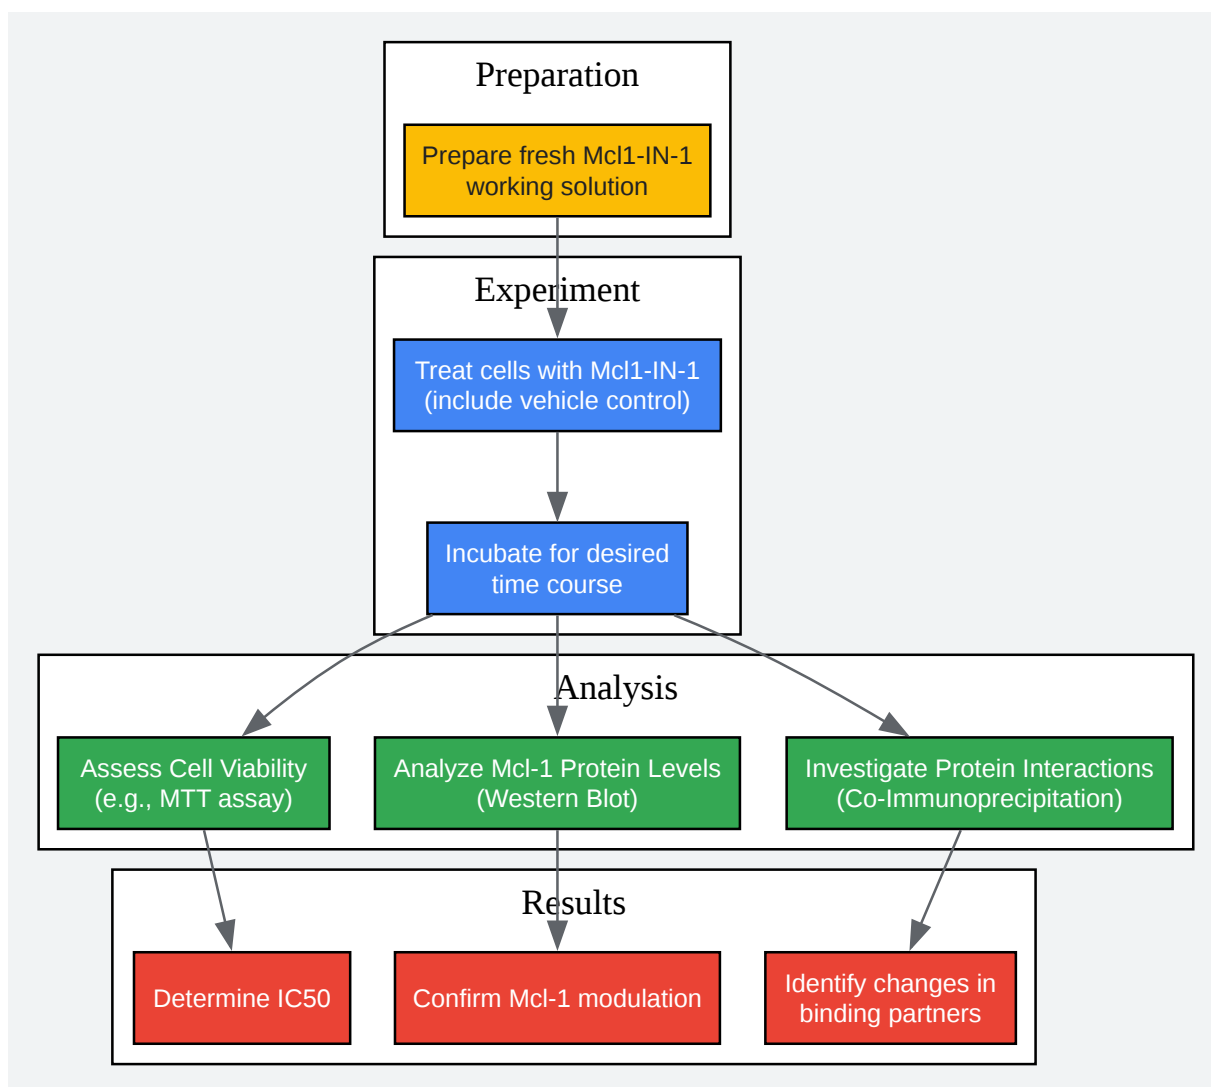 Preparation
Prepare fresh Mcl1-IN-1
working solution
Experiment
Treat cells with Mcl1-IN-1
(include vehicle control)
Incubate for desired
time course
Analysis
Assess Cell Viability
(e.g., MTT assay)
Analyze Mcl-1 Protein Levels
(Western Blot)
Investigate Protein Interactions
(Co-Immunoprecipitation)
Results
Determine IC50
Confirm Mcl-1 modulation
Identify changes in
binding partners